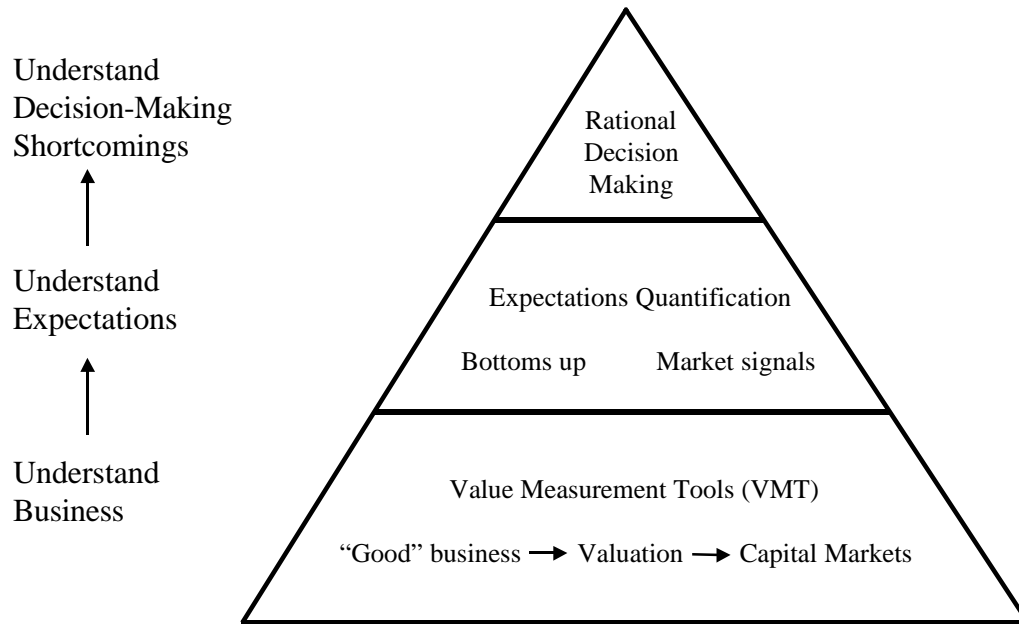 Understand
Decision-Making
Shortcomings
Rational
Decision
Making
Understand
Expectations
Expectations Quantification
Bottoms up Market signals
Understand
Business
Value Measurement Tools (VMT)
“Good” business Valuation Capital Markets